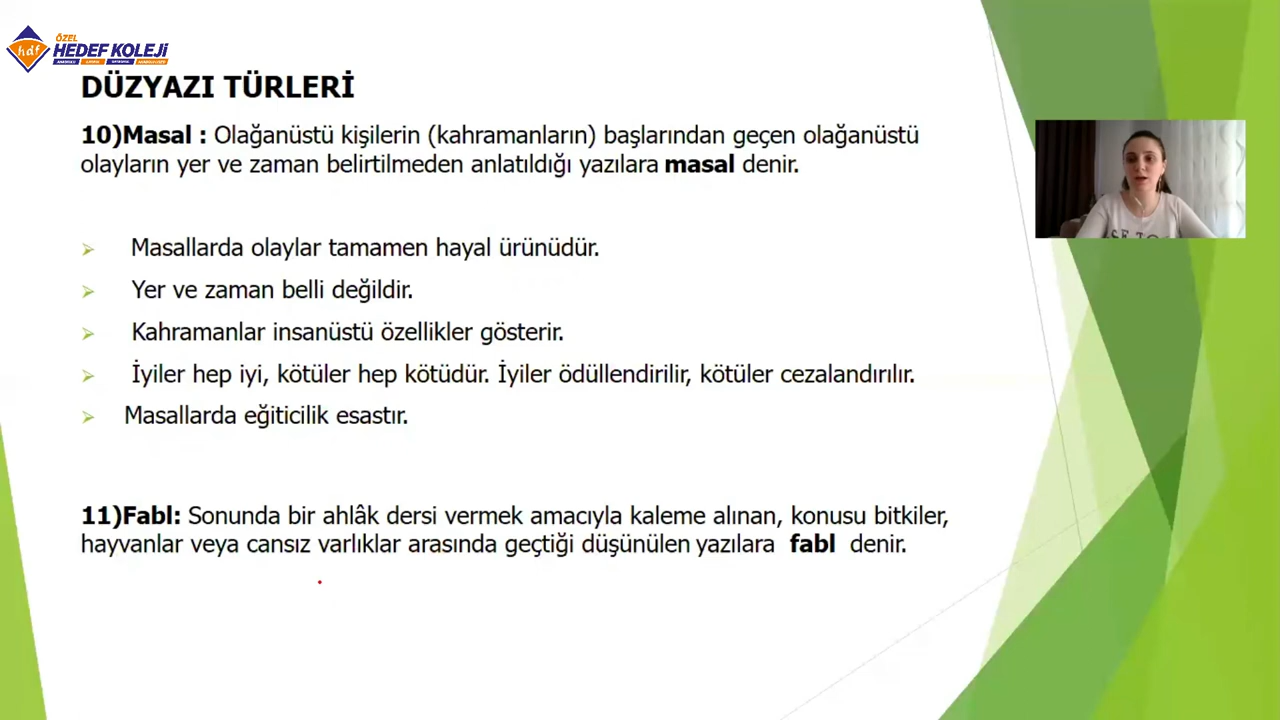 ÖZEL
HEDEF KOLEJİ
hdf
DÜZYAZI TÜRLERİ
10)Masal : Olağanüstü kişilerin (kahramanların) başlarından geçen olağanüstü
olayların yer ve zaman belirtilmeden anlatıldığı yazılara masal denir.
Masallarda olaylar tamamen hayal ürünüdür.
Yer ve zaman belli değildir.
Kahramanlar insanüstü özellikler gösterir.
İyiler hep iyi, kötüler hep kötüdür. İyiler ödüllendirilir, kötüler cezalandırılır.
Masallarda eğiticilik esastır.
11)Fabl: Sonunda bir ahlâk dersi vermek amacıyla kaleme alınan, konusu bitkiler,
hayvanlar veya cansız varlıklar arasında geçtiği düşünülen yazılara fabl denir.